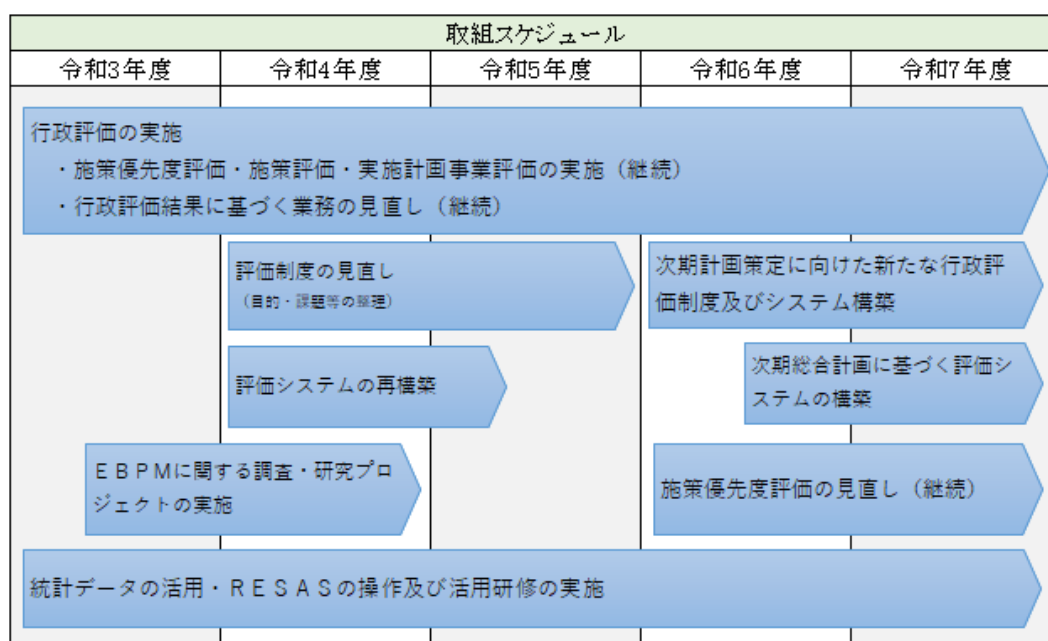 取組スケジュール
令和3年度
令和4年度
令和5年度
令和6年度
令和7年度
行政評価の実施
・施策優先度評価・施策評価・実施計画事業評価の実施（継続）
・行政評価結果に基づく業務の見直し（継続）
評価制度の見直し
（目的・課題等の整理）
次期計画策定に向けた新たな行政評
価制度及びシステム構築
評価システムの再構築
次期総合計画に基づく評価シ
ステムの構築
ＥＢＰＭに関する調査・研究プロ
ジェクトの実施
施策優先度評価の見直し（継続）
統計データの活用・ＲＥＳＡＳの操作及び活用研修の実施